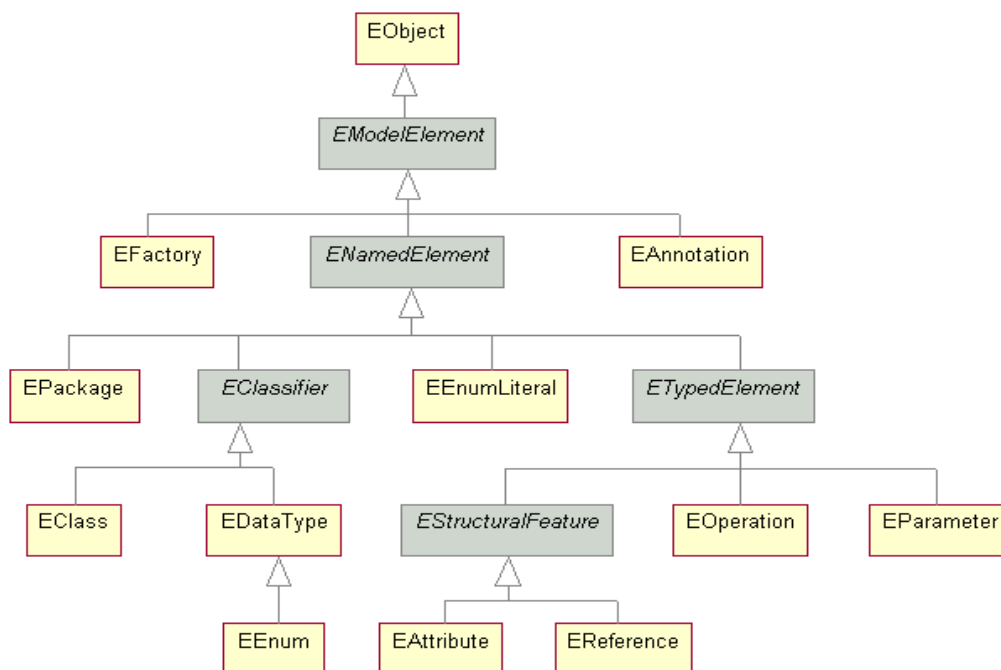 EObject
EModelElement
EFactory
ENamedElement
EAnnotation
EPackage
EClassifier
EEnumLiteral
ETypedElement
EClass
EDataType
EStructuralFeature
EOperation
EParameter
EEnum
EAttribute
EReference